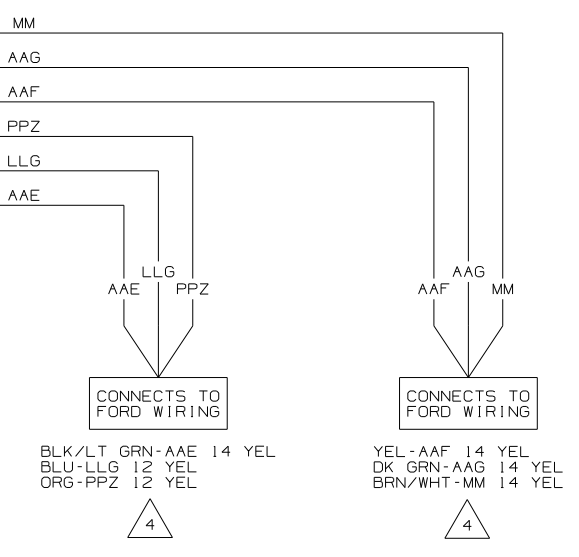 MM
AAG
AAF
PPZ
LLG
AAE
LLG
AAE PPZ
AAG
AAF MM
CONNECTS TO
FORD WIRING
BLK/LT GRN-AAE 14 YEL
BLU-LLG 12 YEL
ORG-PPZ 12 YEL
4
CONNECTS TO
FORD WIRING
YEL-AAF 14 YEL
DK GRN-AAG 14 YEL
BRN/WHT-MM 14 YEL
4